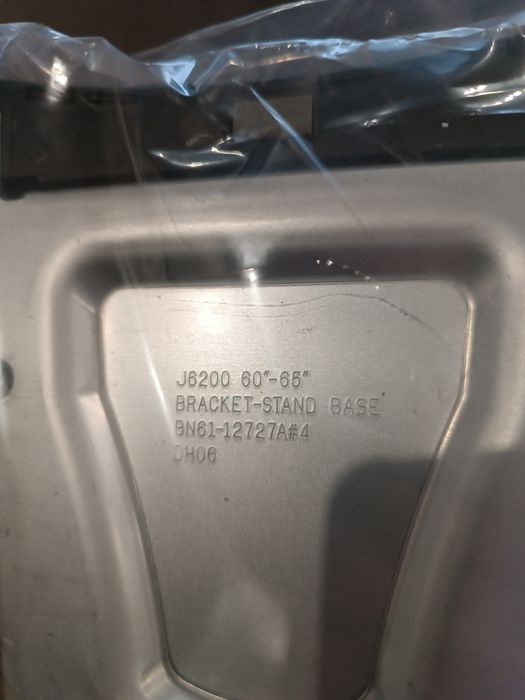 J6200 60"-65"
BRACKET-STAND BASE
BN61-12727A#4
DH06